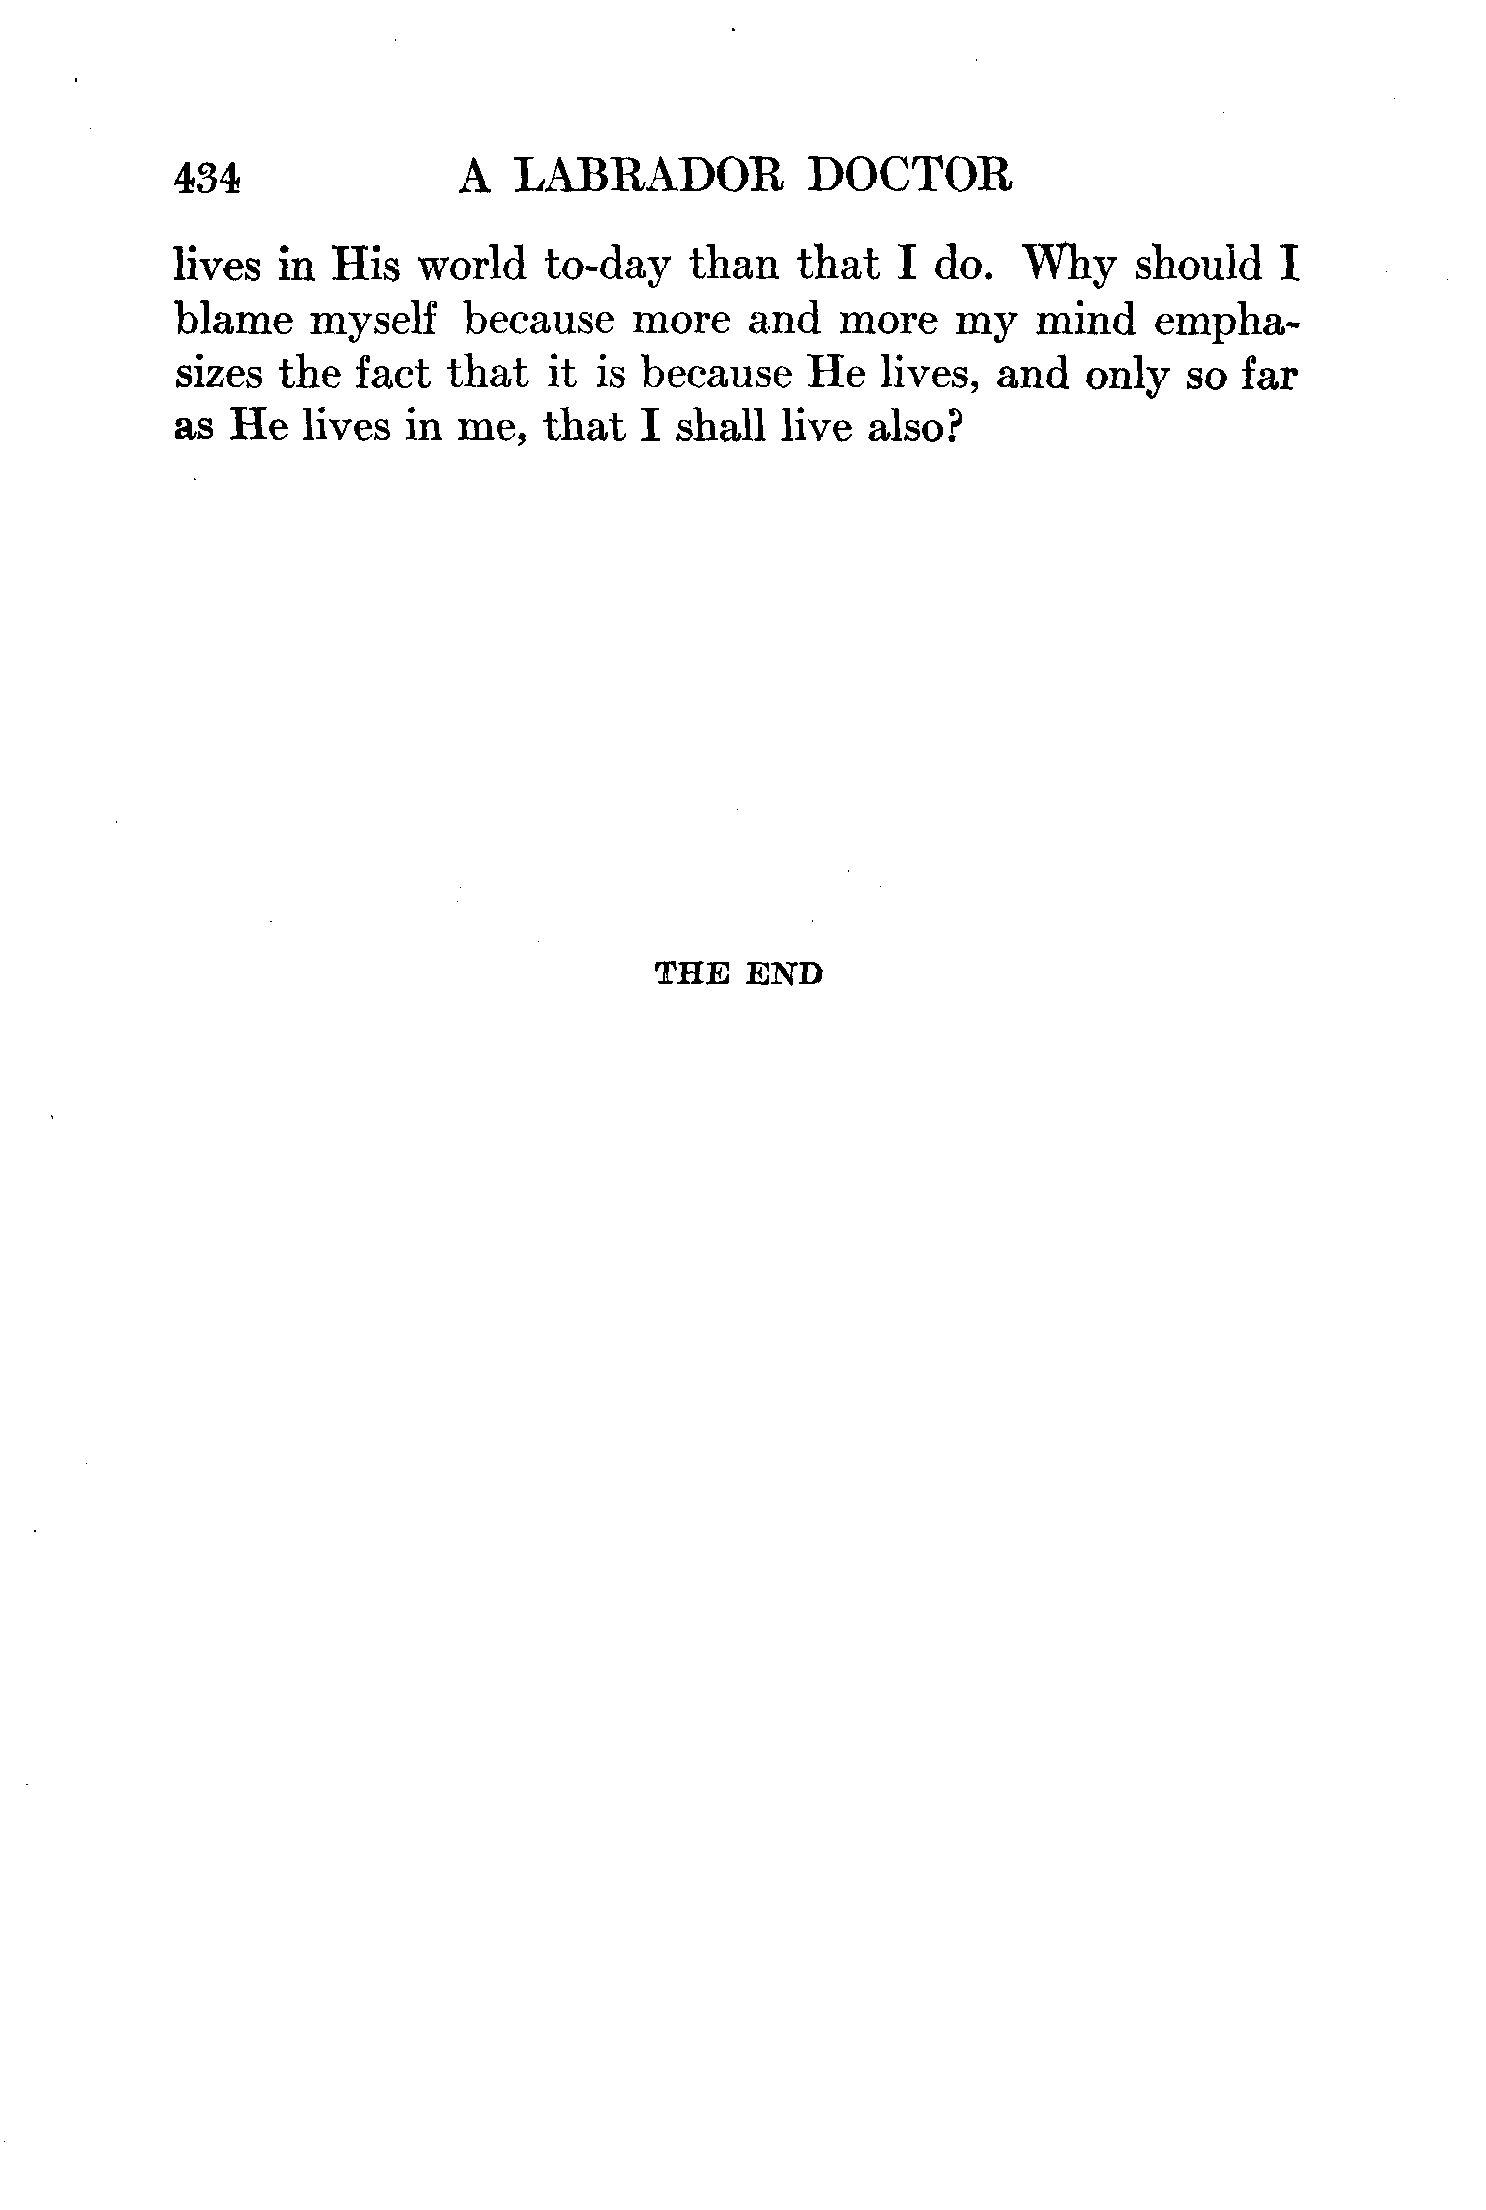 434 A LABRADOR DOCTOR
lives in His world to-day than that I do. Why should I
blame myself because more and more my mind empha-
sizes the fact that it is because He lives, and only so far
as He lives in me, that I shall live also?
THE END